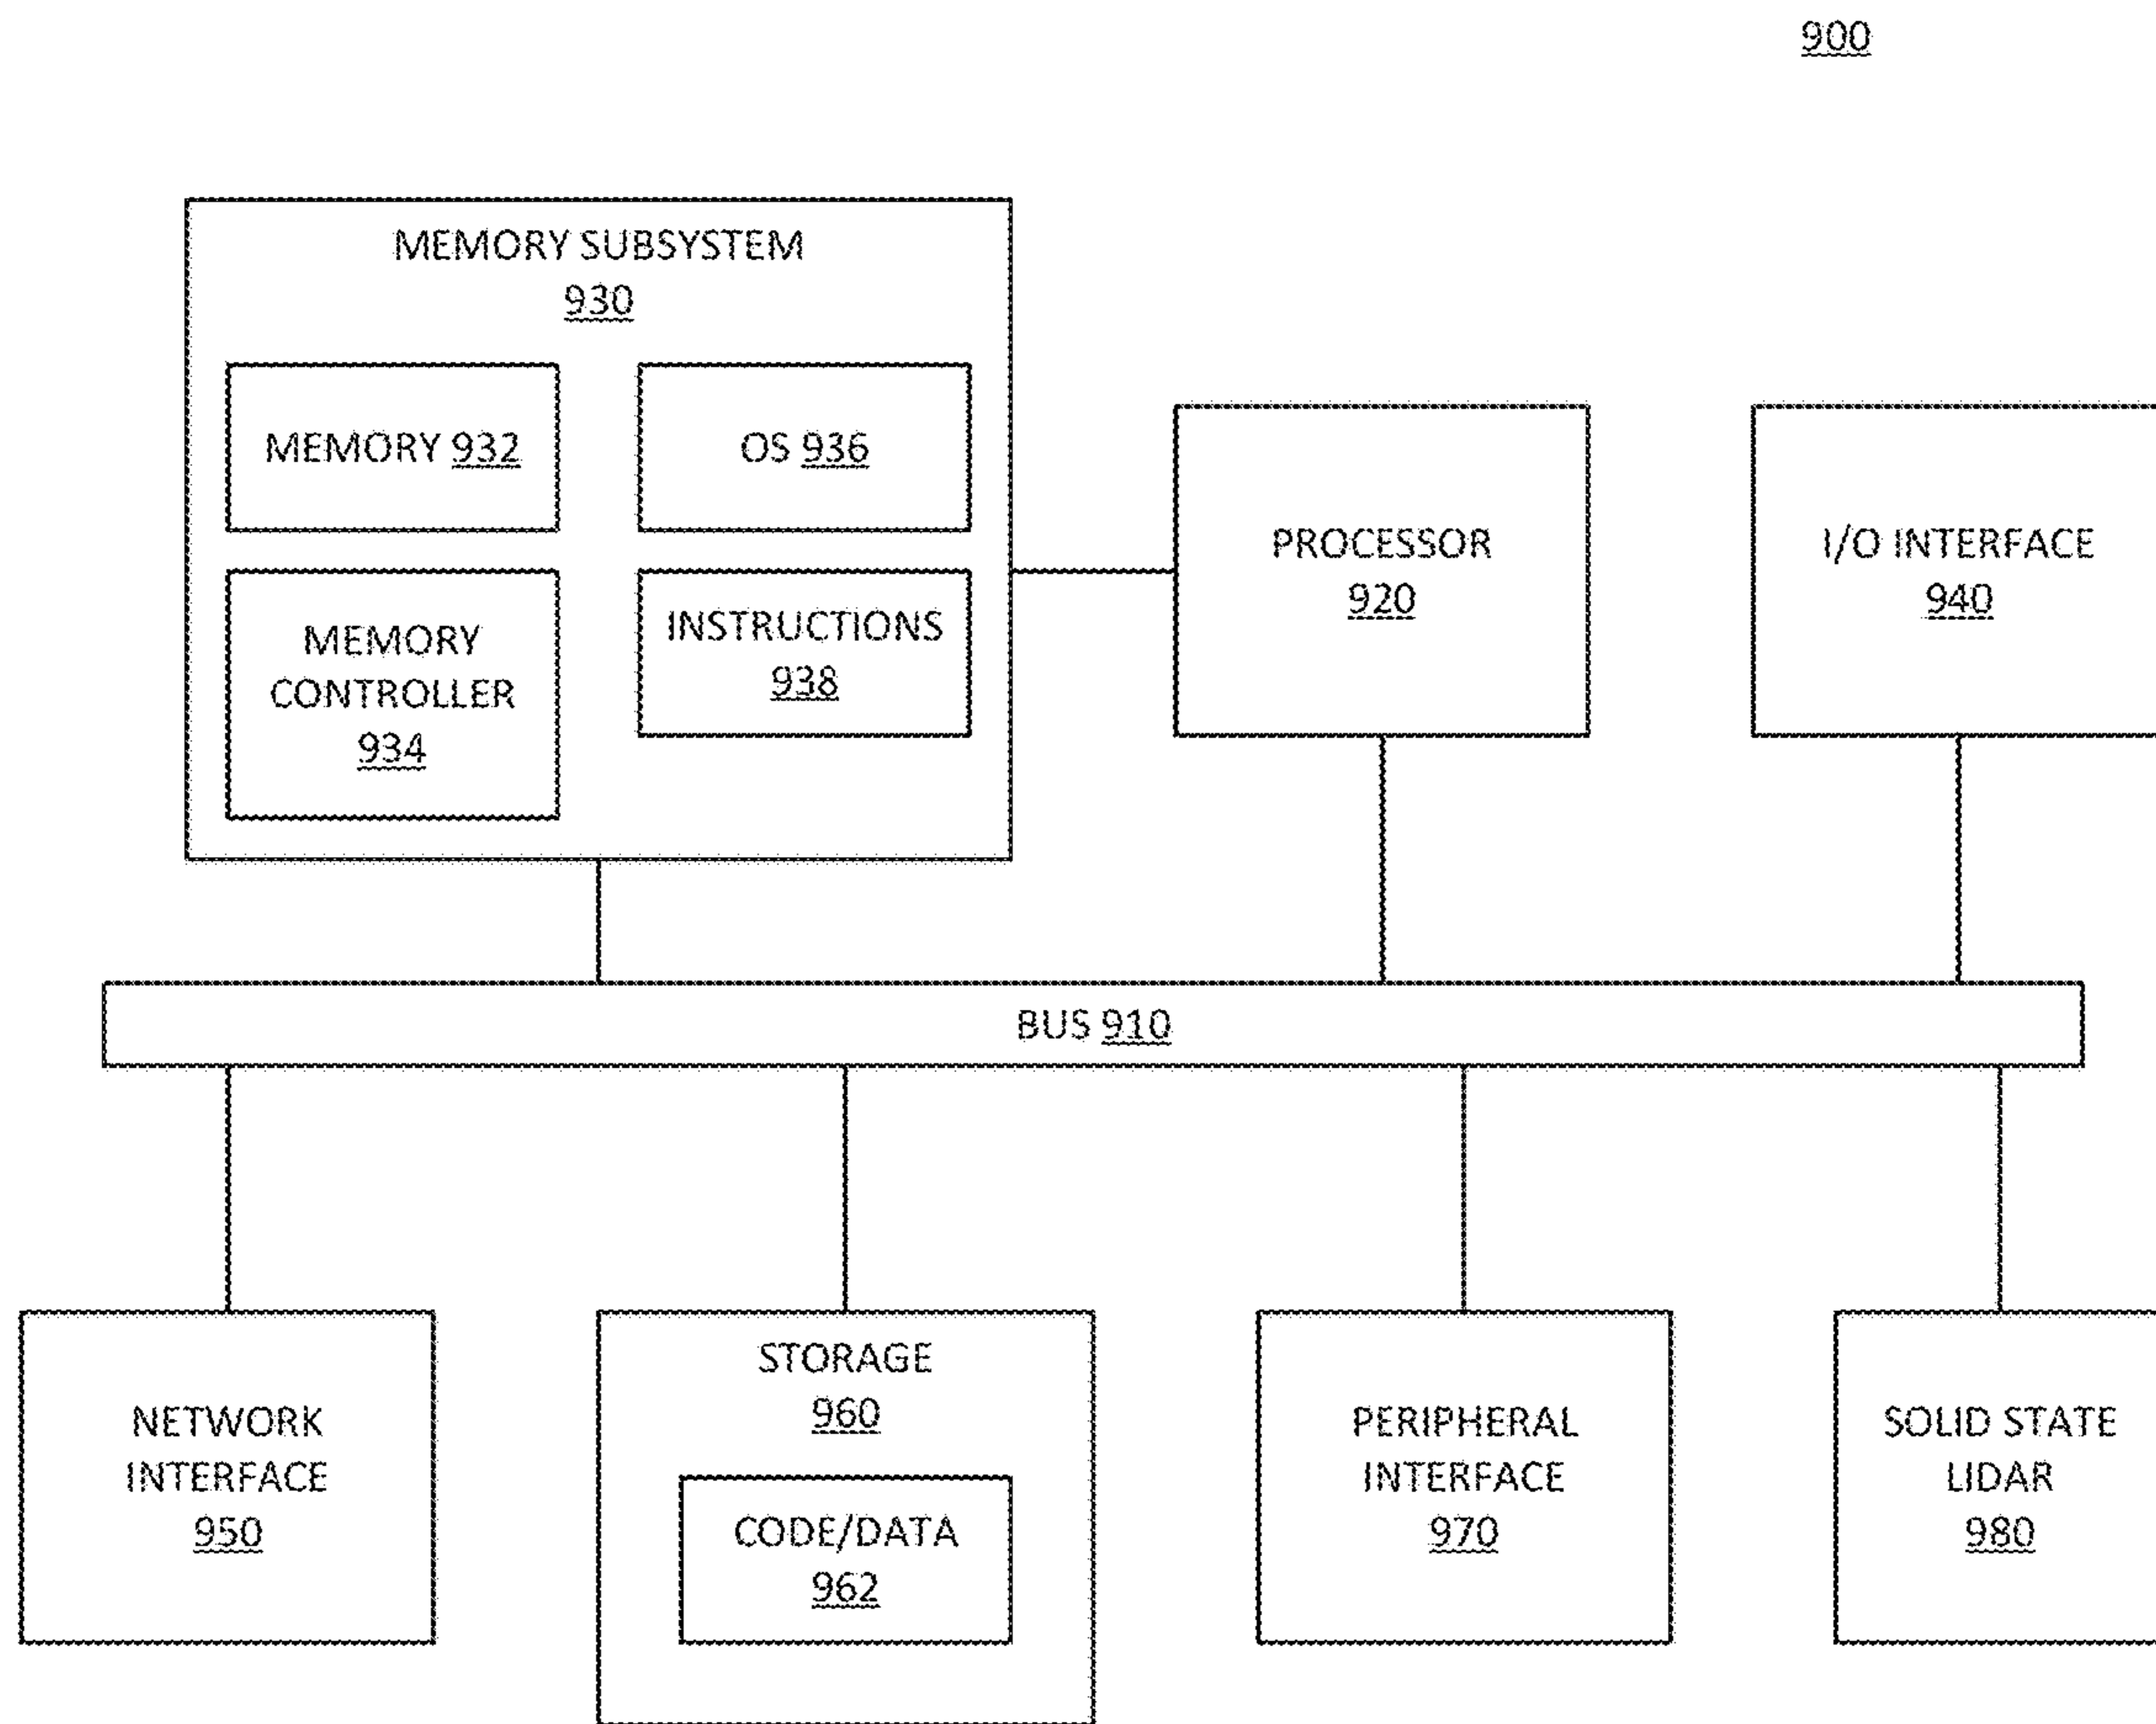 900
MEMORY SUBSYSTEM
930
MEMORY 932
OS 936
MEMORY
CONTROLLER
934
INSTRUCTIONS
938
PROCESSOR
920
I/O INTERFACE
940
BUS 910
NETWORK
INTERFACE
950
STORAGE
960
CODE/DATA
962
PERIPHERAL
INTERFACE
970
SOLID STATE
LIDAR
980